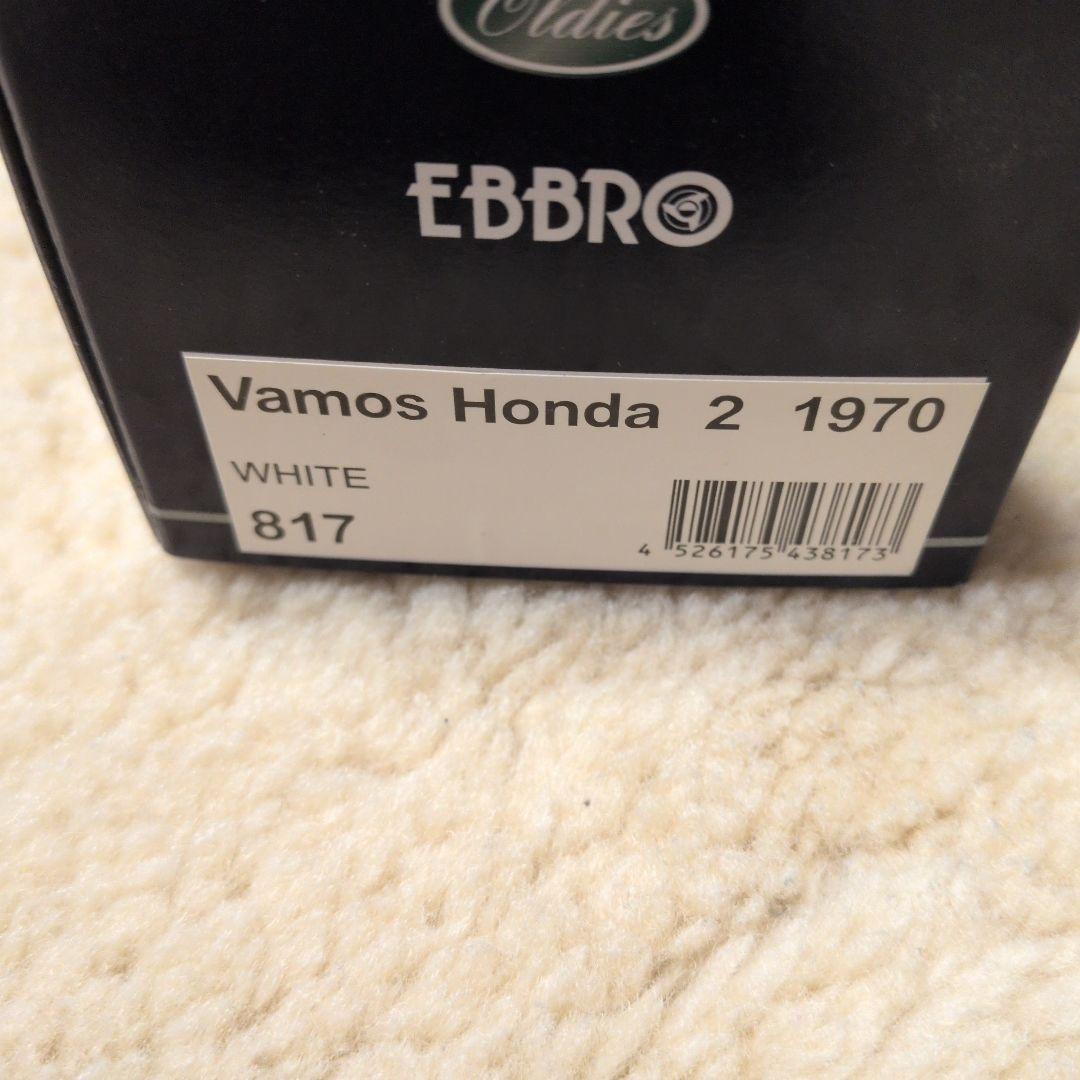 Oldies
EBBRO
Vamos Honda 2 1970
WHITE
817
4 526175 438173